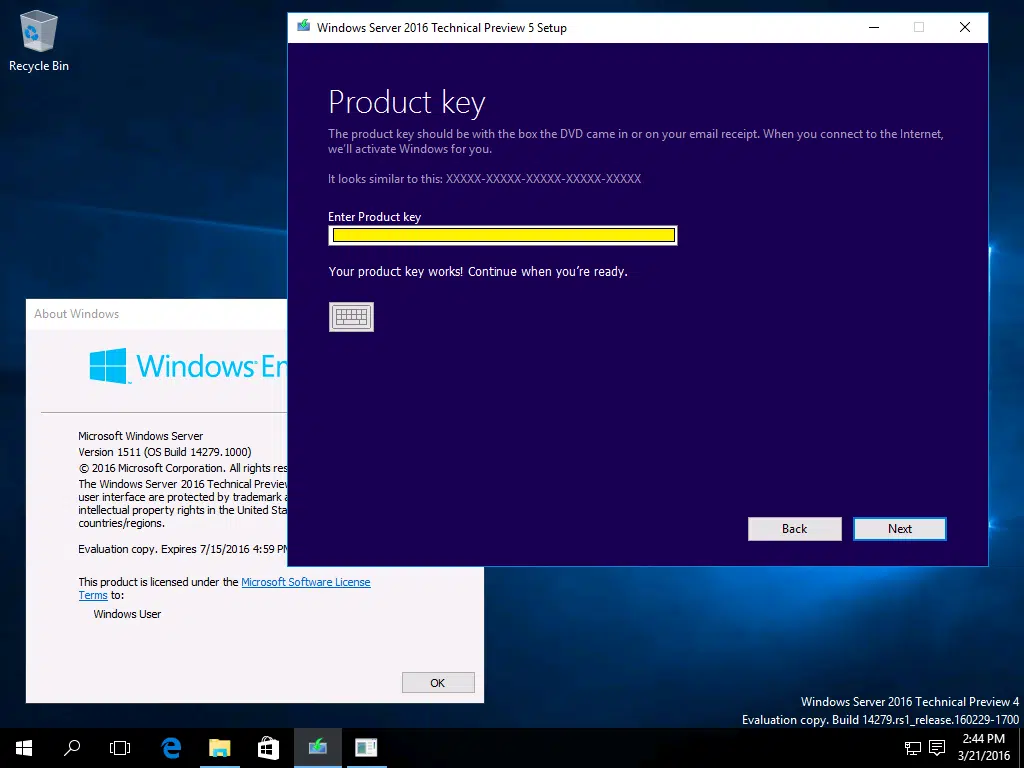 Recycle Bin
Windows Server 2016 Technical Preview 5 Setup
Product key
The product key should be with the box the DVD came in or on your email receipt. When you connect to the Internet,
we'll activate Windows for you.
It looks similar to this: XXXXX-XXXXX-XXXXX-XXXXX-XXXXX
Enter Product key
Your product key works! Continue when you're ready.
Back
Next
About Windows
Windows
Microsoft Windows Server
Version 1511 (OS Build 14279.1000)
© 2016 Microsoft Corporation. All rights res
The Windows Server 2016 Technical Preview
user interface are protected by trademark a
intellectual property rights in the United Sta
countries/regions.
Evaluation copy. Expires 7/15/2016 4:59 PM
This product is licensed under the Microsoft Software License
Terms to:
Windows User
OK
Windows Server 2016 Technical Preview 4
Evaluation copy. Build 14279.rs1_release.160229-1700
2:44 PM
3/21/2016